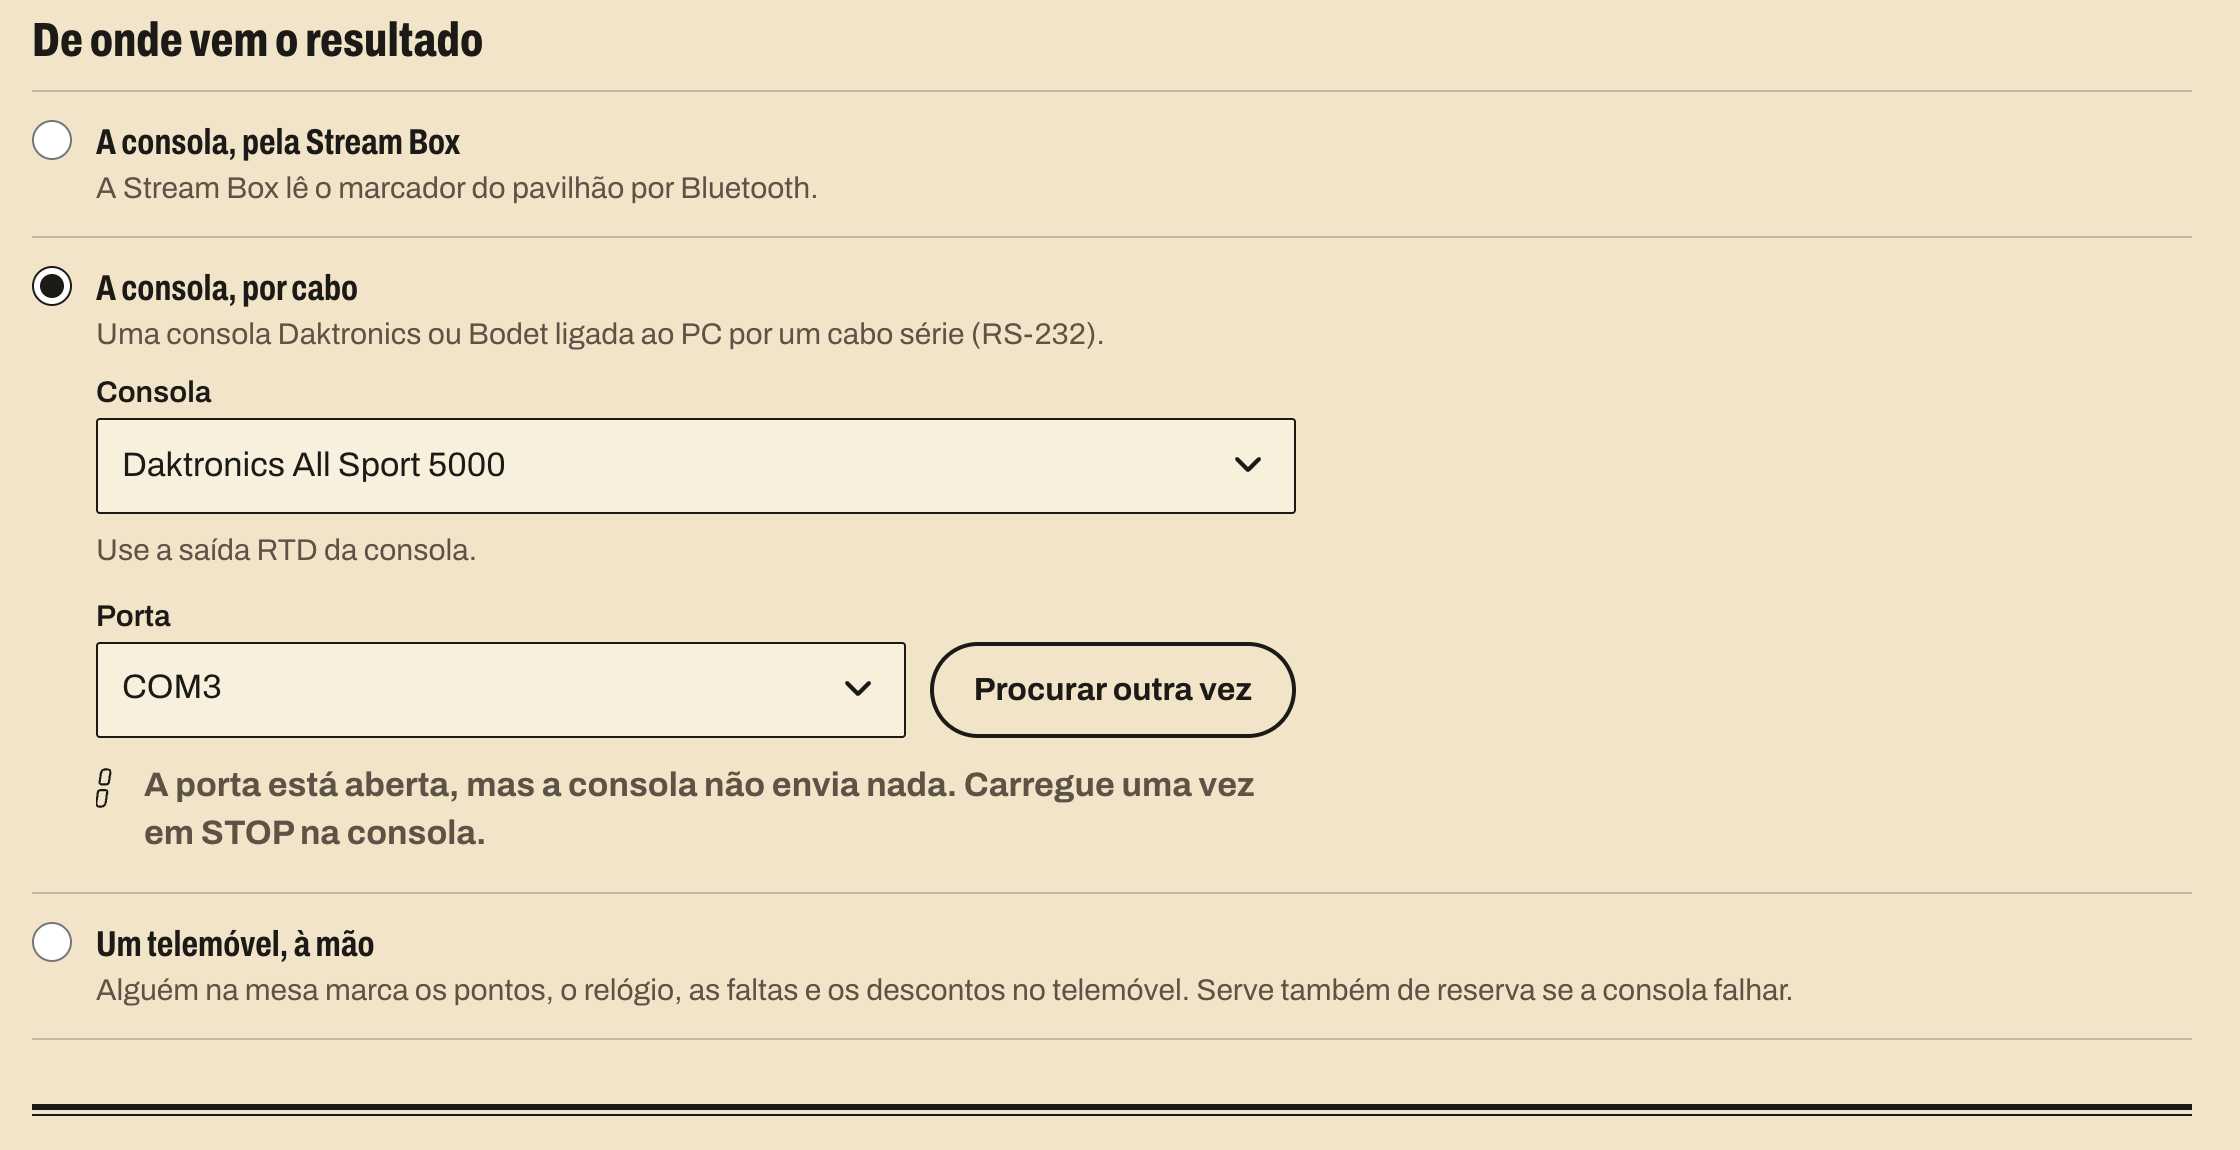 De onde vem o resultado
A consola, pela Stream Box
A Stream Box lê o marcador do pavilhão por Bluetooth.
A consola, por cabo
Uma consola Daktronics ou Bodet ligada ao PC por um cabo série (RS-232).
Consola
Daktronics All Sport 5000
Use a saída RTD da consola.
Porta
COM3
Procurar outra vez
A porta está aberta, mas a consola não envia nada. Carregue uma vez
em STOP na consola.
Um telemóvel, à mão
Alguém na mesa marca os pontos, o relógio, as faltas e os descontos no telemóvel. Serve também de reserva se a consola falhar.